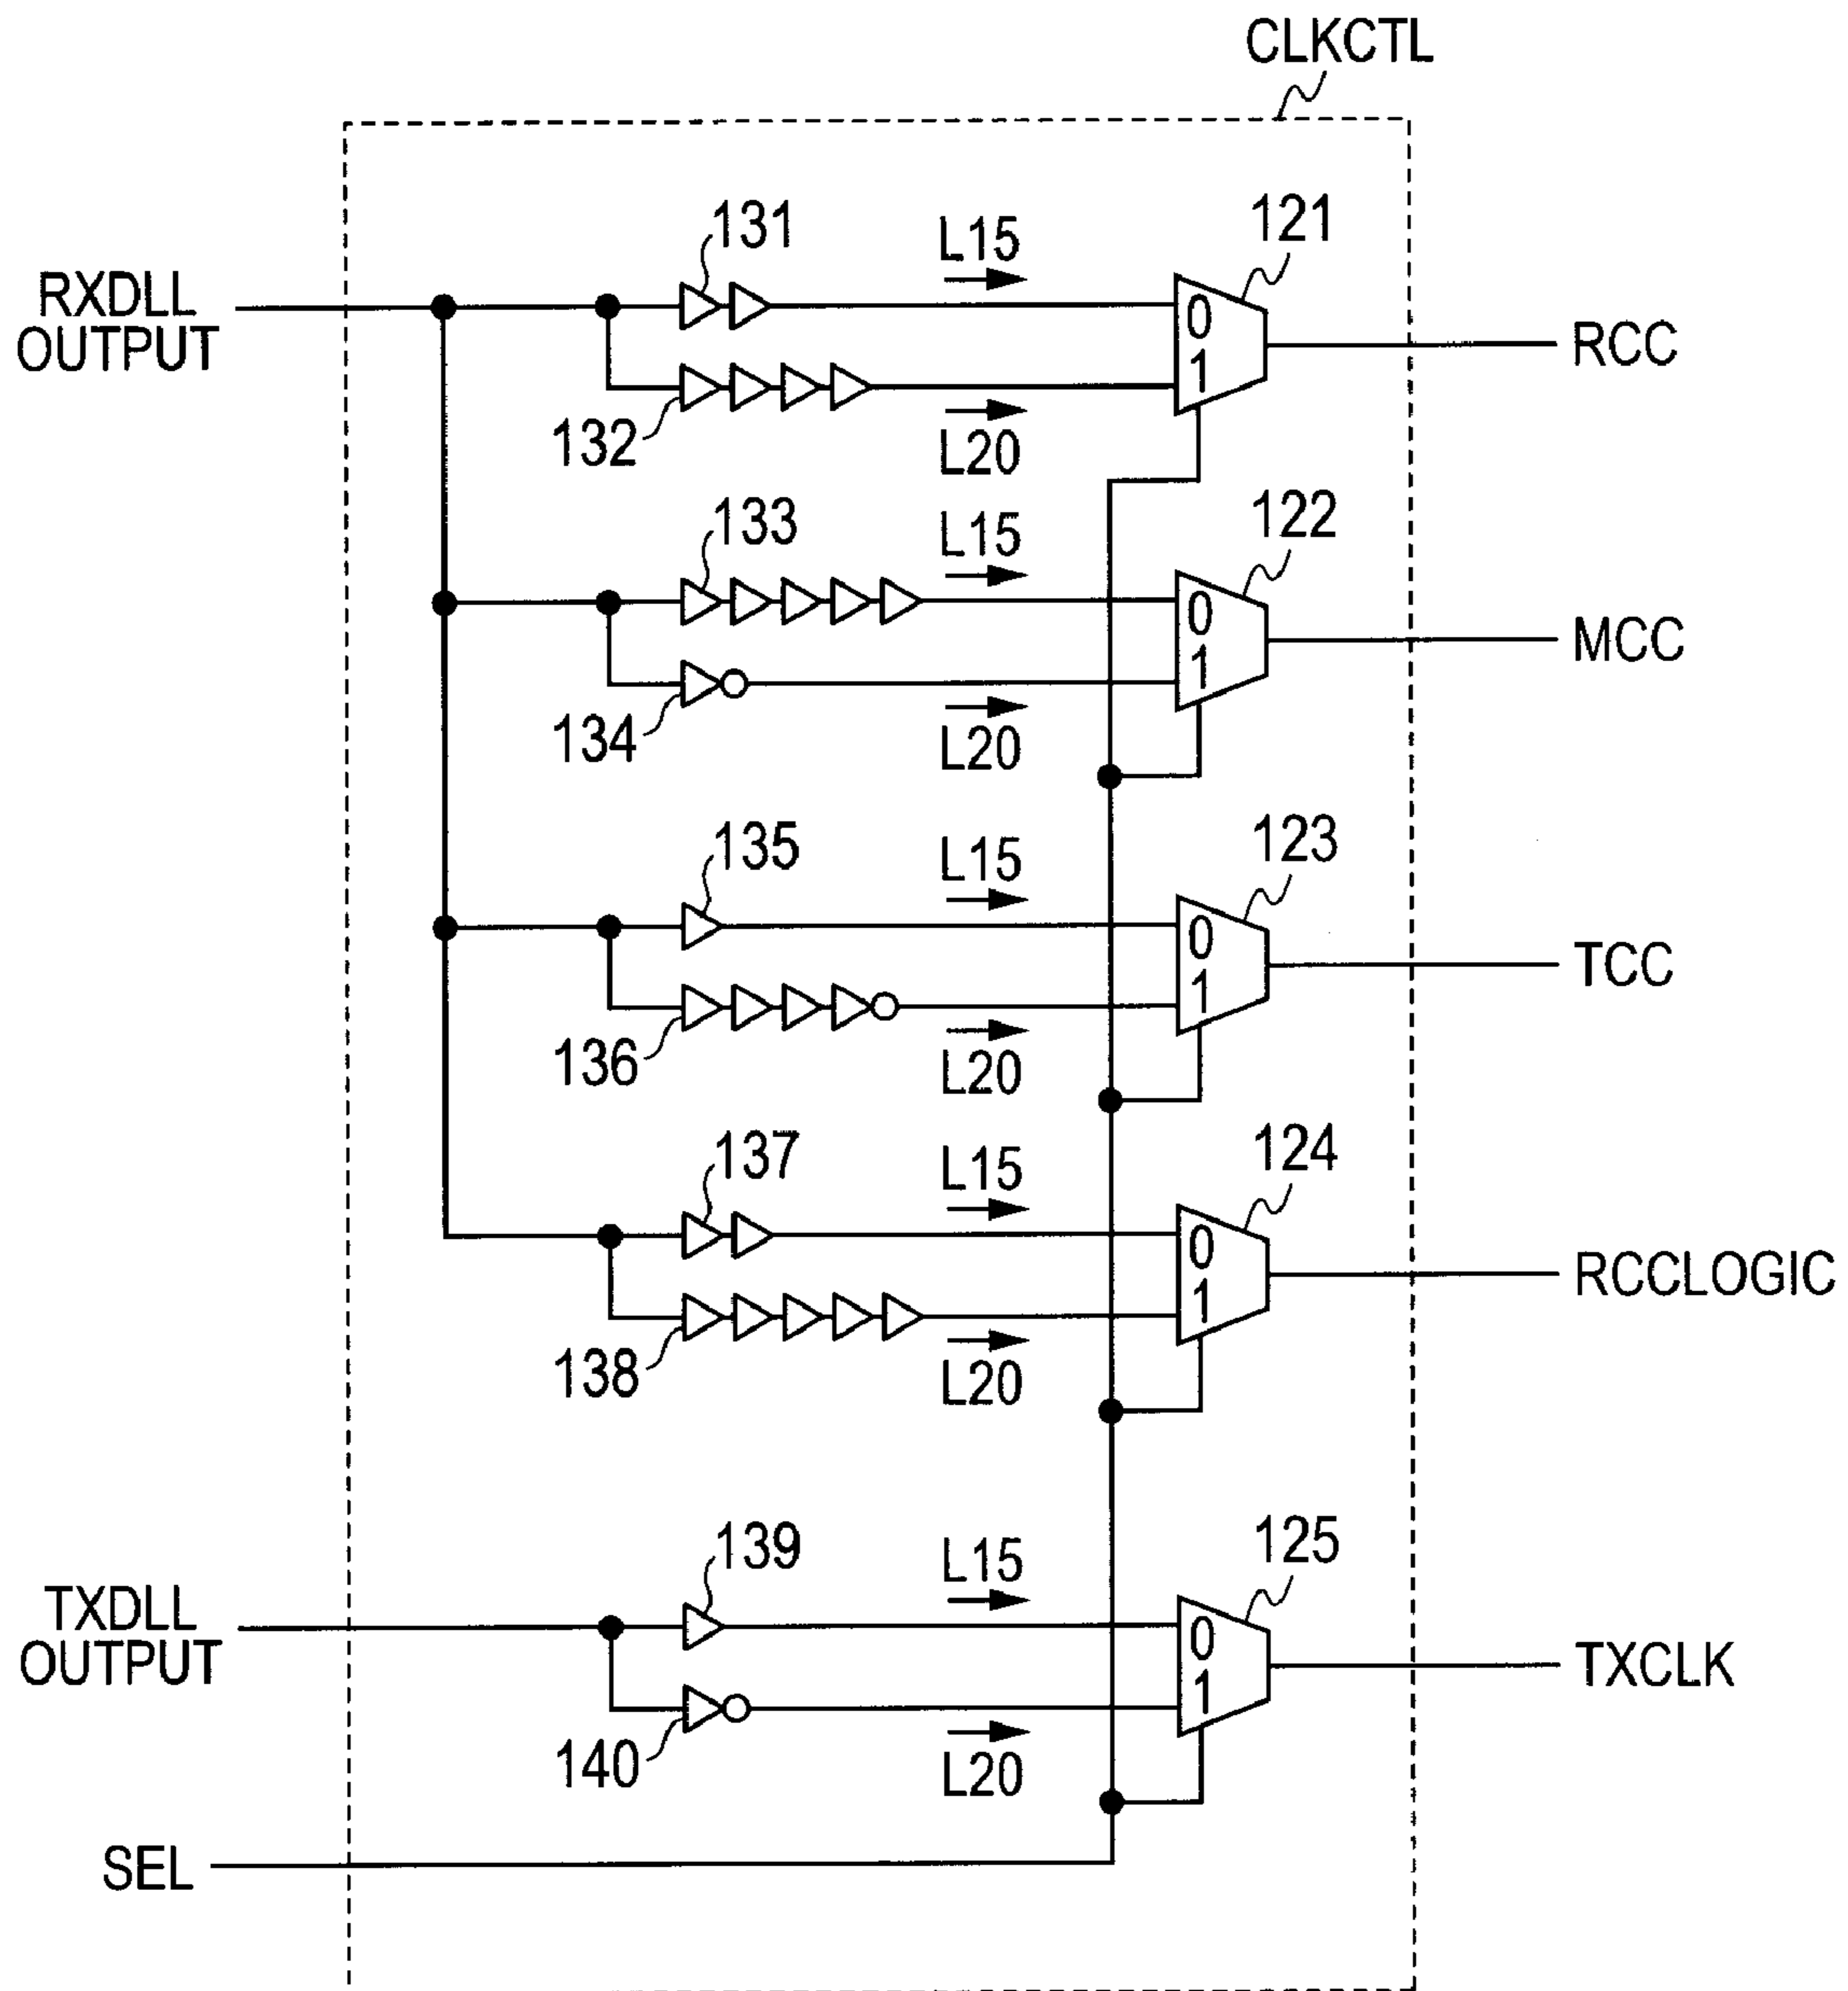 CLKCTL
131
L15
121
RXDLL
OUTPUT
0
1
RCC
132
L20
133
L15
122
0
1
MCC
134
L20
135
L15
123
0
1
TCC
136
L20
137
L15
124
0
1
RCCLOGIC
138
L20
139
L15
125
TXDLL
OUTPUT
0
1
TXCLK
140
L20
SEL